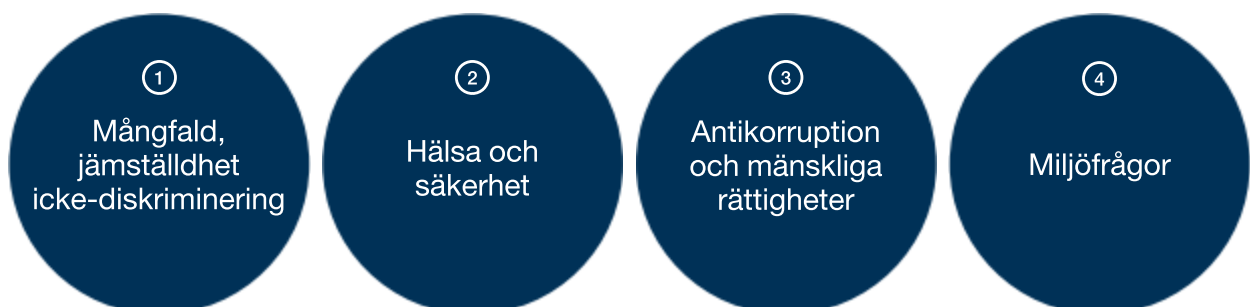 1
Mångfald,
jämställdhet
icke-diskriminering
2
Hälsa och
säkerhet
3
Antikorruption
och mänskliga
rättigheter
4
Miljöfrågor